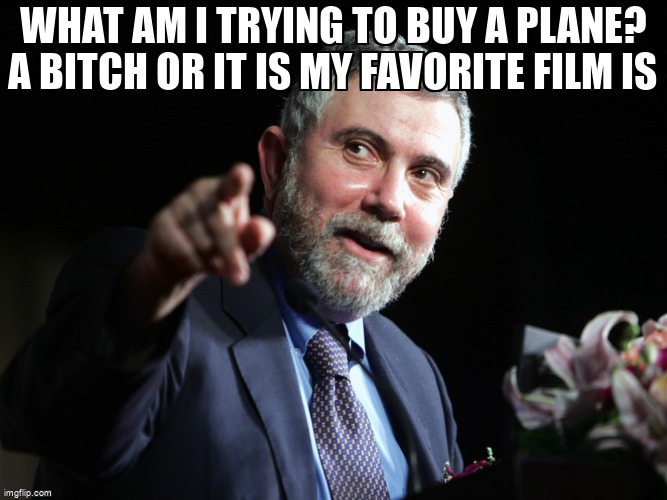 WHAT AM I TRYING TO BUY A PLANE?
A BITCH OR IT IS MY FAVORITE FILM IS
imgflip.com